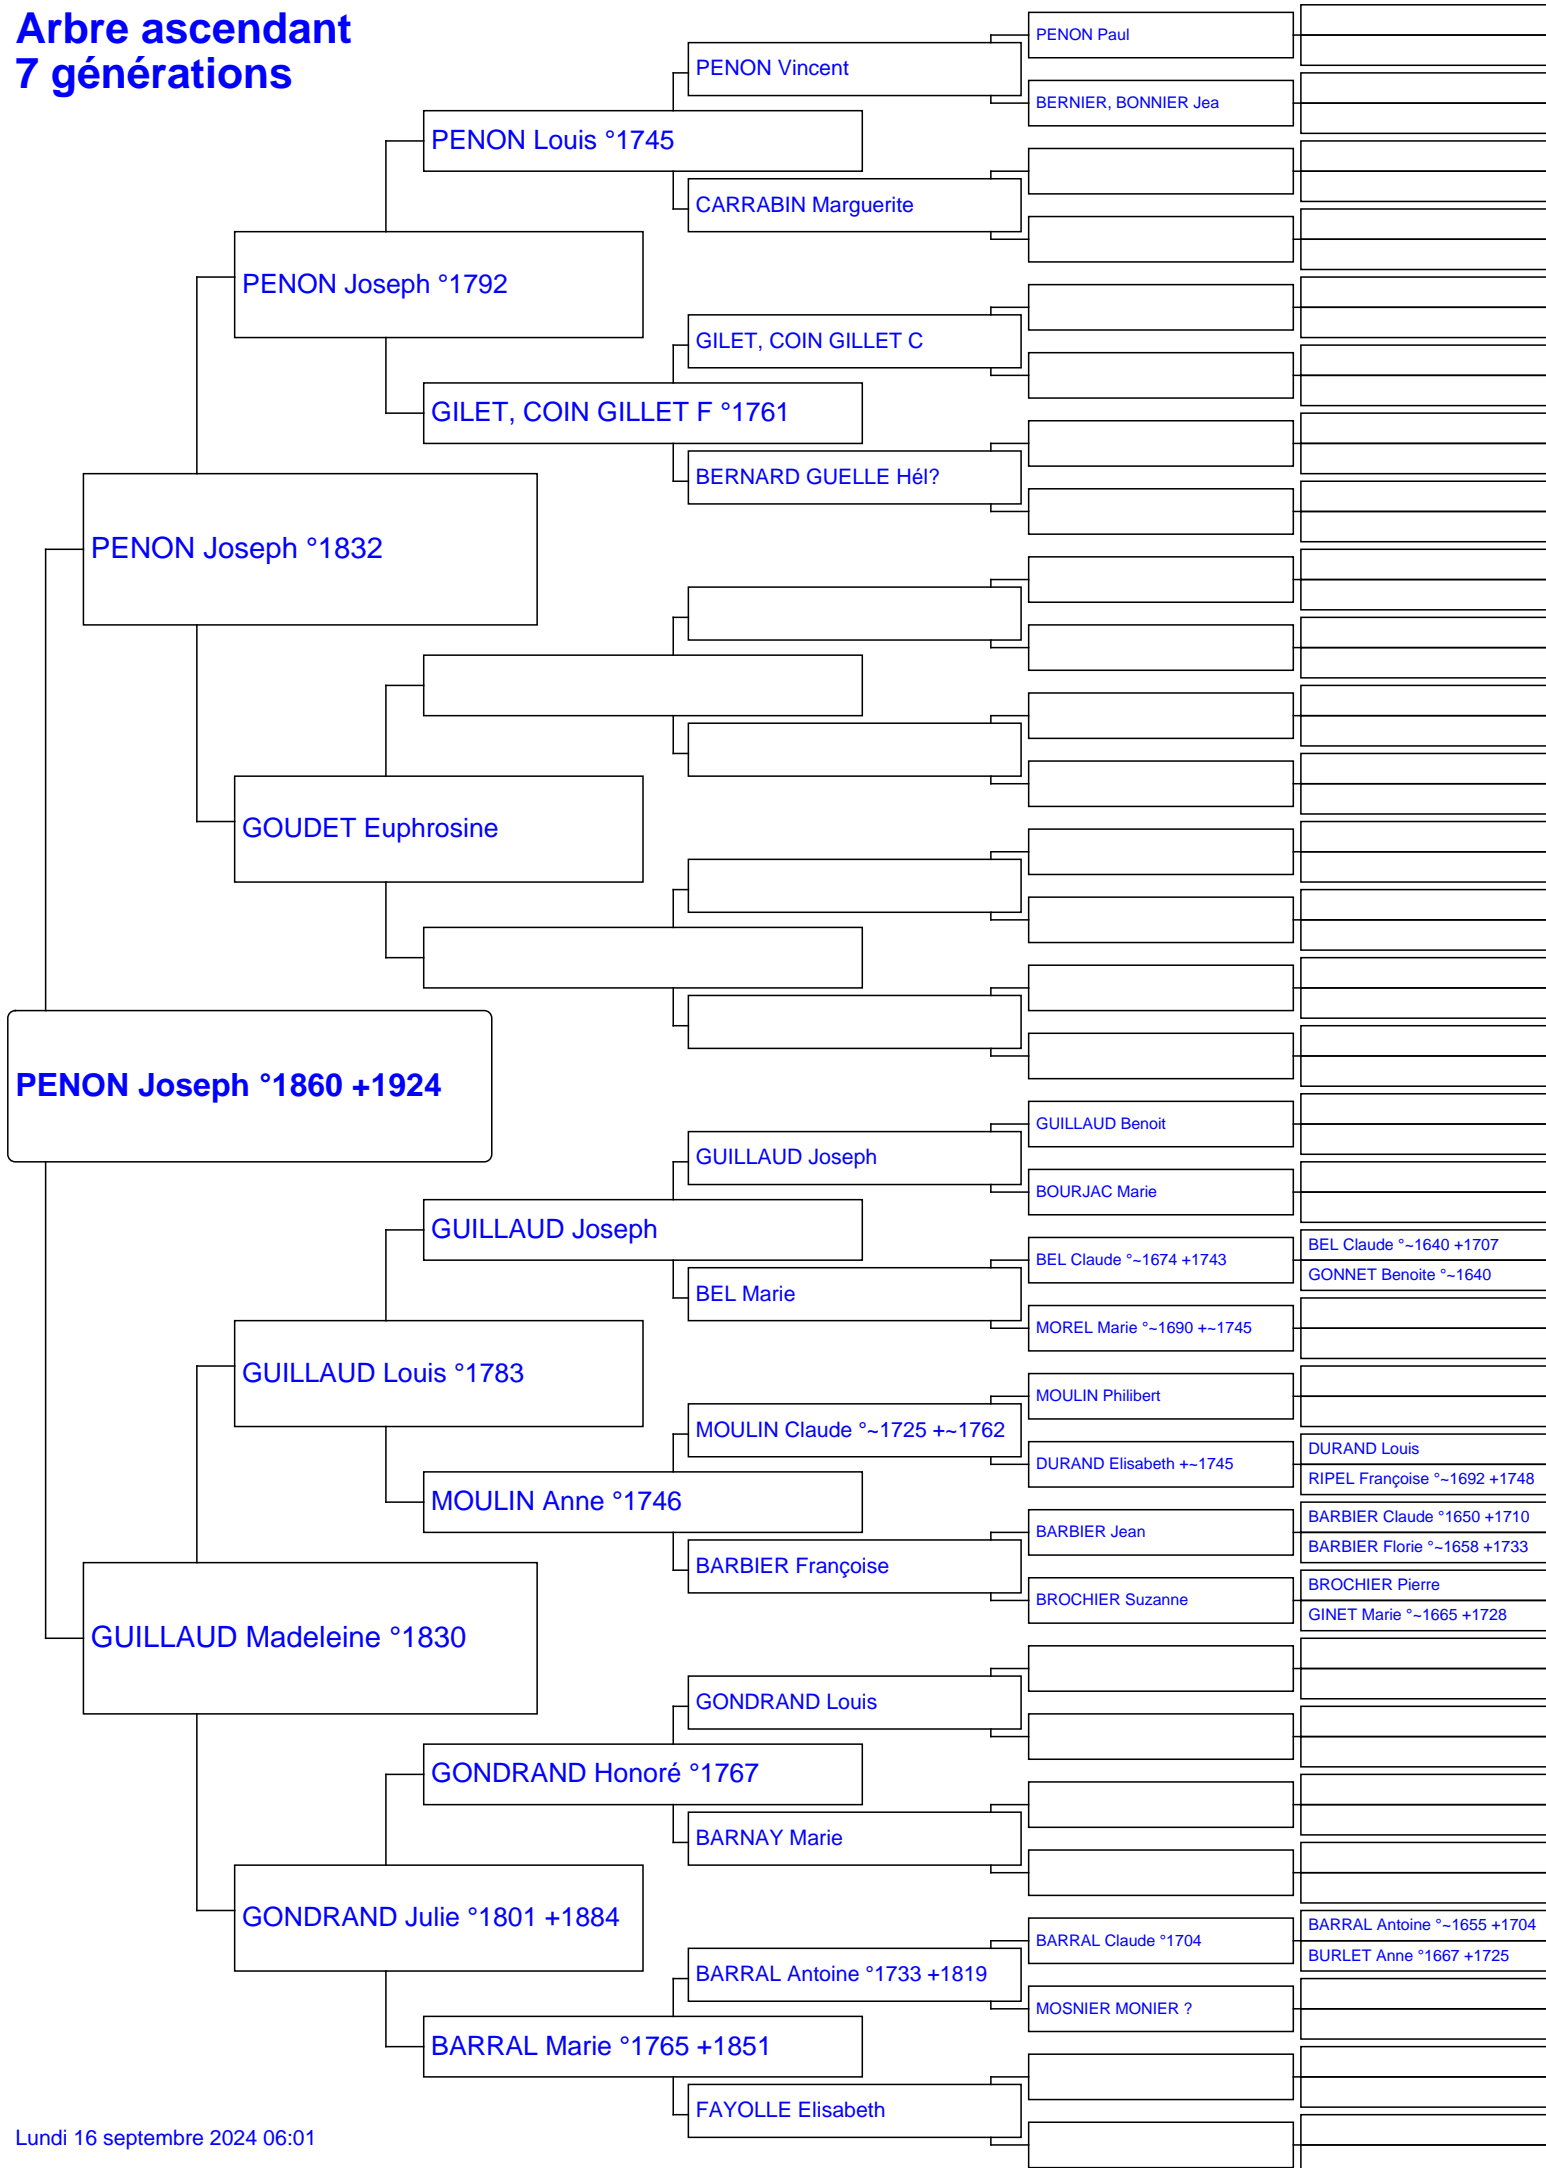 Arbre ascendant
7 générations
PENON Paul
PENON Vincent
BERNIER, BONNIER Jea
PENON Louis °1745
CARRABIN Marguerite
PENON Joseph °1792
GILET, COIN GILLET C
GILET, COIN GILLET F °1761
BERNARD GUELLE Hél?
PENON Joseph °1832
GOUDET Euphrosine
PENON Joseph °1860 +1924
GUILLAUD Benoit
GUILLAUD Joseph
BOURJAC Marie
GUILLAUD Joseph
BEL Claude °~1640 +1707
BEL Claude °~1674 +1743
GONNET Benoite °~1640
BEL Marie
MOREL Marie °~1690 +~1745
GUILLAUD Louis °1783
MOULIN Philibert
MOULIN Claude °~1725 +~1762
DURAND Louis
DURAND Elisabeth +~1745
RIPEL Françoise °~1692 +1748
MOULIN Anne °1746
BARBIER Claude °1650 +1710
BARBIER Jean
BARBIER Florie °~1658 +1733
BARBIER Françoise
BROCHIER Pierre
BROCHIER Suzanne
GINET Marie °~1665 +1728
GUILLAUD Madeleine °1830
GONDRAND Louis
GONDRAND Honoré °1767
BARNAY Marie
GONDRAND Julie °1801 +1884
BARRAL Antoine °~1655 +1704
BARRAL Claude °1704
BURLET Anne °1667 +1725
BARRAL Antoine °1733 +1819
MOSNIER MONIER ?
BARRAL Marie °1765 +1851
FAYOLLE Elisabeth
Lundi 16 septembre 2024 06:01